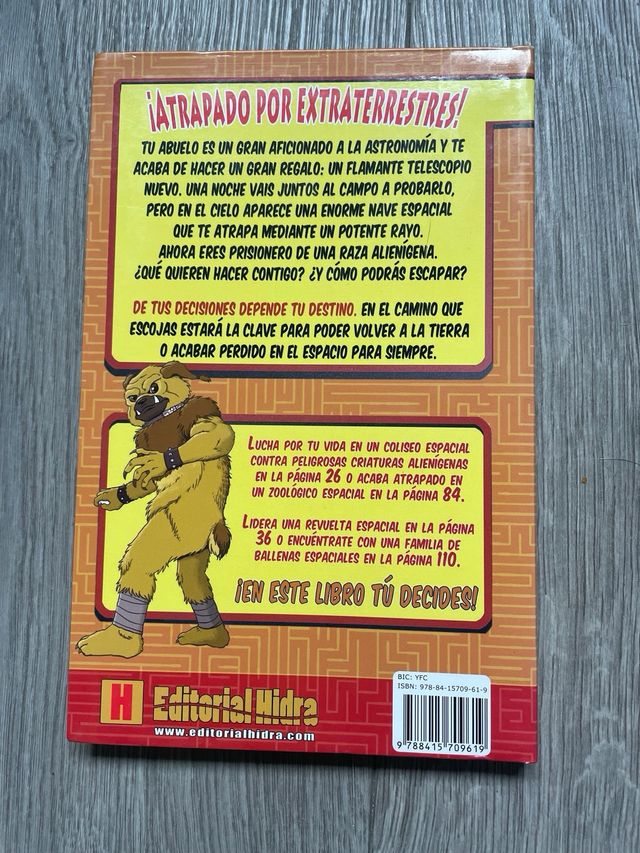 ¡ATRAPADO POR EXTRATERRESTRES!
TU ABUELO ES UN GRAN AFICIONADO A LA ASTRONOMÍA Y TE
ACABA DE HACER UN GRAN REGALO: UN FLAMANTE TELESCOPIO
NUEVO. UNA NOCHE VAIS JUNTOS AL CAMPO A PROBARLO,
PERO EN EL CIELO APARECE UNA ENORME NAVE ESPACIAL
QUE TE ATRAPA MEDIANTE UN POTENTE RAYO.
AHORA ERES PRISIONERO DE UNA RAZA ALIENÍGENA.
¿QUÉ QUIEREN HACER CONTIGO? ¿Y CÓMO PODRÁS ESCAPAR?
DE TUS DECISIONES DEPENDE TU DESTINO. EN EL CAMINO QUE
ESCOJAS ESTARÁ LA CLAVE PARA PODER VOLVER A LA TIERRA
O ACABAR PERDIDO EN EL ESPACIO PARA SIEMPRE.
LUCHA POR TU VIDA EN UN COLISEO ESPACIAL
CONTRA PELIGROSAS CRIATURAS ALIENÍGENAS
EN LA PÁGINA 26 O ACABA ATRAPADO EN
UN ZOOLÓGICO ESPACIAL EN LA PÁGINA 84.
LIDERA UNA REVUELTA ESPACIAL EN LA PÁGINA
36 O ENCUÉNTRATE CON UNA FAMILIA DE
BALLENAS ESPACIALES EN LA PÁGINA 110.
¡EN ESTE LIBRO TÚ DECIDES!
H Editorial Hidra
www.editorialhidra.com
BIC: YFC
ISBN: 978-84-15709-61-9
9 788415 709619